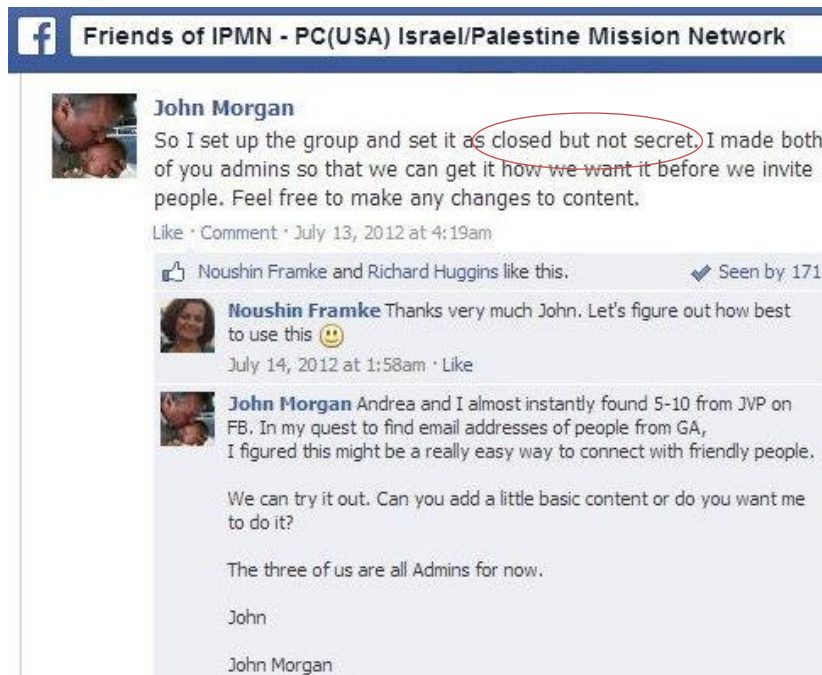 f Friends of IPMN - PC(USA) Israel/Palestine Mission Network
John Morgan
So I set up the group and set it as closed but not secret. I made both
of you admins so that we can get it how we want it before we invite
people. Feel free to make any changes to content.
Like · Comment · July 13, 2012 at 4:19am
Noushin Framke and Richard Huggins like this. Seen by 171
Noushin Framke Thanks very much John. Let's figure out how best
to use this
July 14, 2012 at 1:58am · Like
John Morgan Andrea and I almost instantly found 5-10 from JVP on
FB. In my quest to find email addresses of people from GA,
I figured this might be a really easy way to connect with friendly people.
We can try it out. Can you add a little basic content or do you want me
to do it?
The three of us are all Admins for now.
John
John Morgan